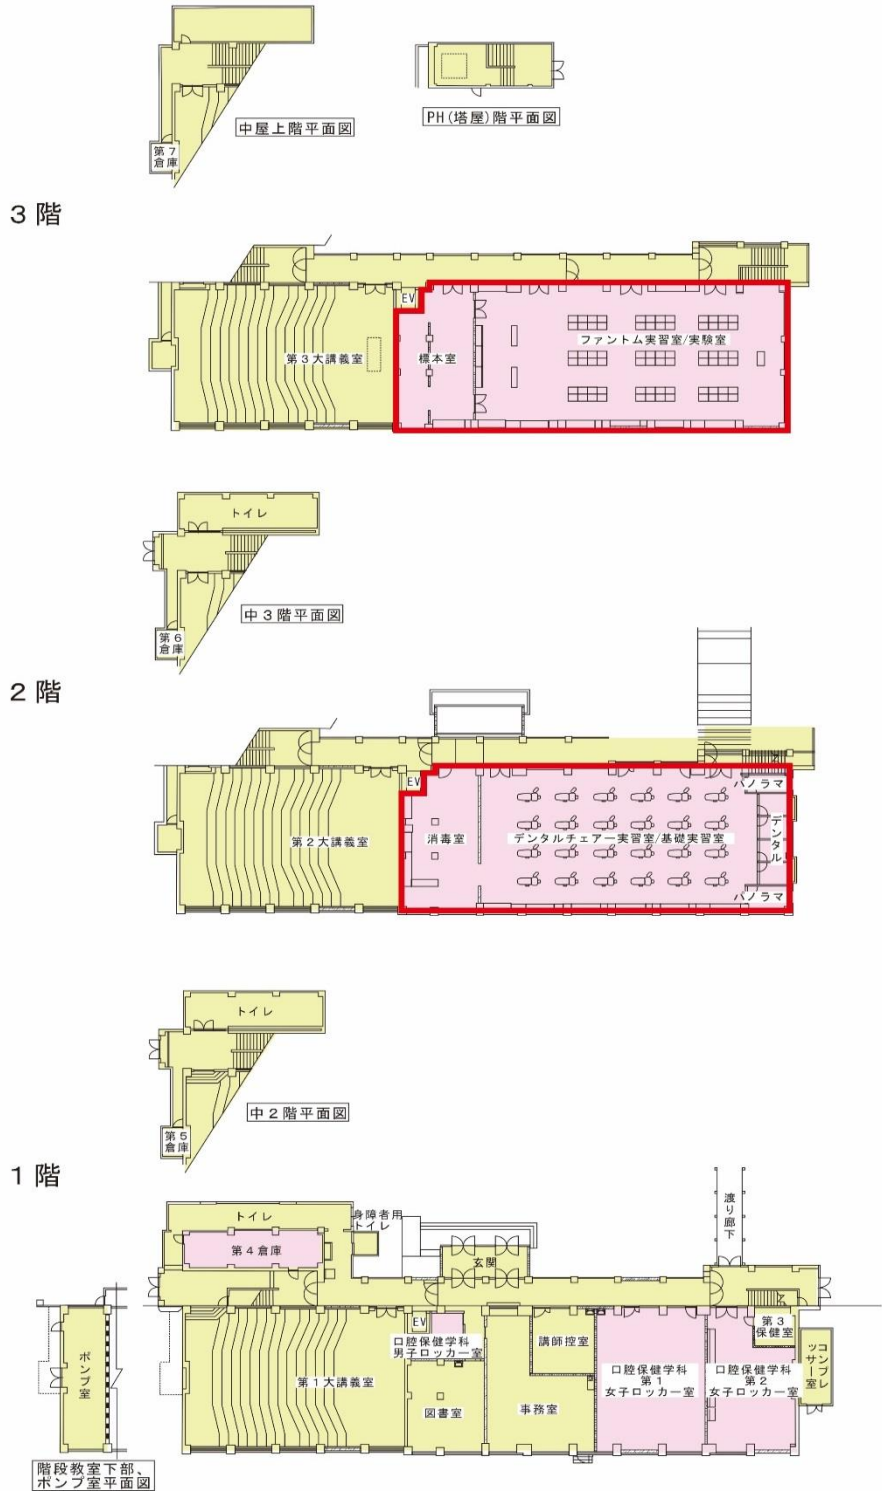 中屋上階平面図
PH(塔屋)階平面図
第7
倉庫
3階
EV
第3大講義室
標本室
ファントム実習室/実験室
トイレ
中3階平面図
第6
倉庫
2階
EV
第2大講義室
消毒室
デンタルチェアー実習室/基礎実習室
パノラマ
デンタル
パノラマ
トイレ
中2階平面図
第5
倉庫
1階
トイレ
身障者用
トイレ
第4倉庫
玄関
渡り廊下
ポンプ室
第1大講義室
EV
口腔保健学科
男子ロッカー室
図書室
講師控室
事務室
口腔保健学科
第1
女子ロッカー室
口腔保健学科
第2
女子ロッカー室
第3
保健室
コンプレ
ッサー室
階段教室下部、
ポンプ室平面図